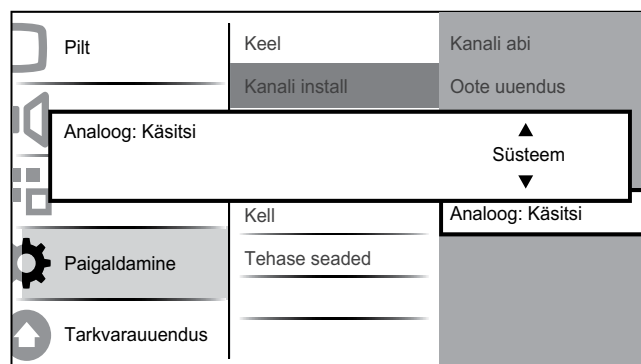 Pilt
Keel
Kanali abi
Kanali install
Oote uuendus
Analoog: Käsitsi
Süsteem
Kell
Analoog: Käsitsi
Paigaldamine
Tehase seaded
Tarkvarauuendus